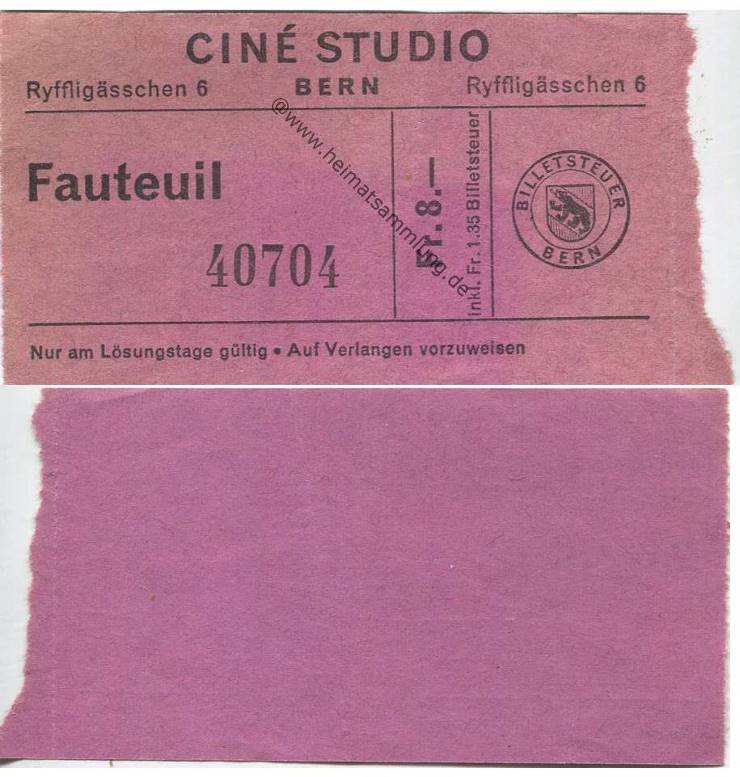 CINÉ STUDIO
Ryffligässchen 6 BERN Ryffligässchen 6
Fauteuil
40704
Fr. 8.—
inkl. Fr. 1.35 Billetsteuer
BILLETSTEUER
BERN
Nur am Lösungstage gültig • Auf Verlangen vorzuweisen
@www.heimatsammlung.de